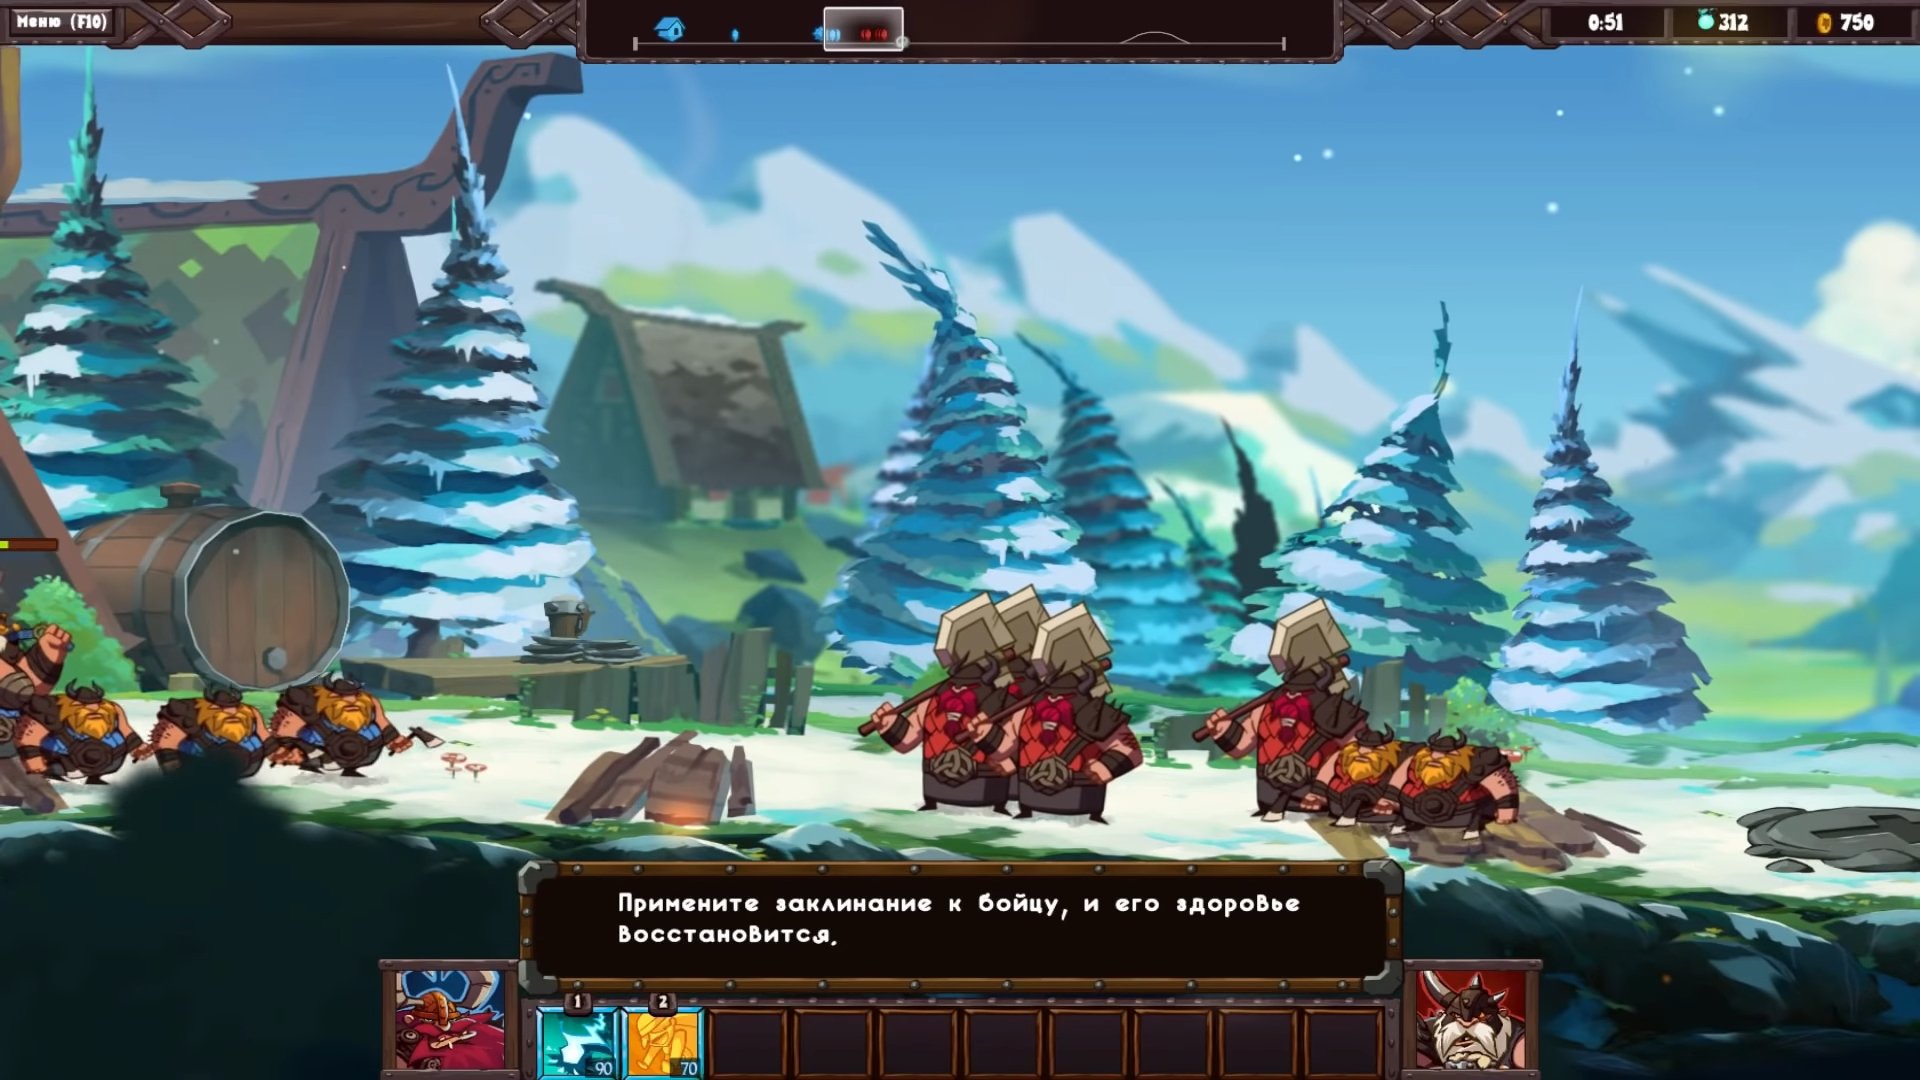 Меню (F10)
0:51
312
750
Примените заклинание к бойцу, и его здоровье
восстановится.
1
2
90
70